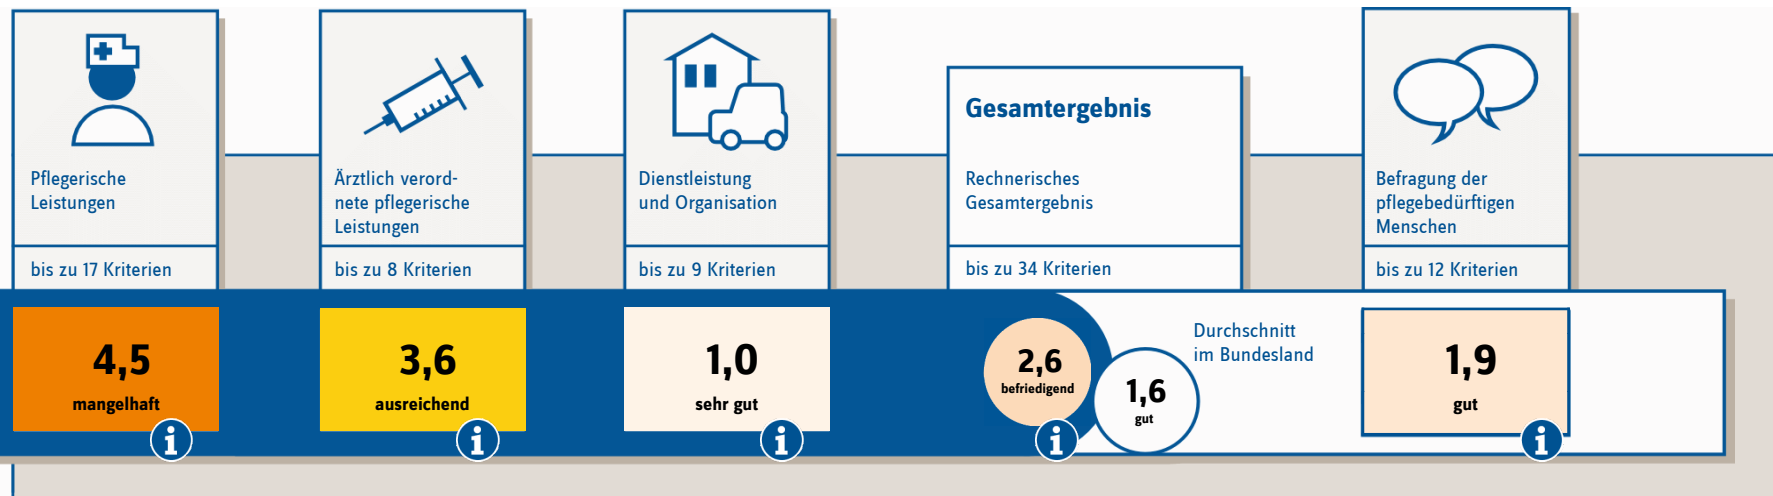 Pflegerische
Leistungen
bis zu 17 Kriterien
4,5
mangelhaft
i
Ärztlich verord-
nete pflegerische
Leistungen
bis zu 8 Kriterien
3,6
ausreichend
i
Dienstleistung
und Organisation
bis zu 9 Kriterien
1,0
sehr gut
i
Gesamtergebnis
Rechnerisches
Gesamtergebnis
bis zu 34 Kriterien
2,6
befriedigend
i
1,6
gut
Durchschnitt
im Bundesland
Befragung der
pflegebedürftigen
Menschen
bis zu 12 Kriterien
1,9
gut
i